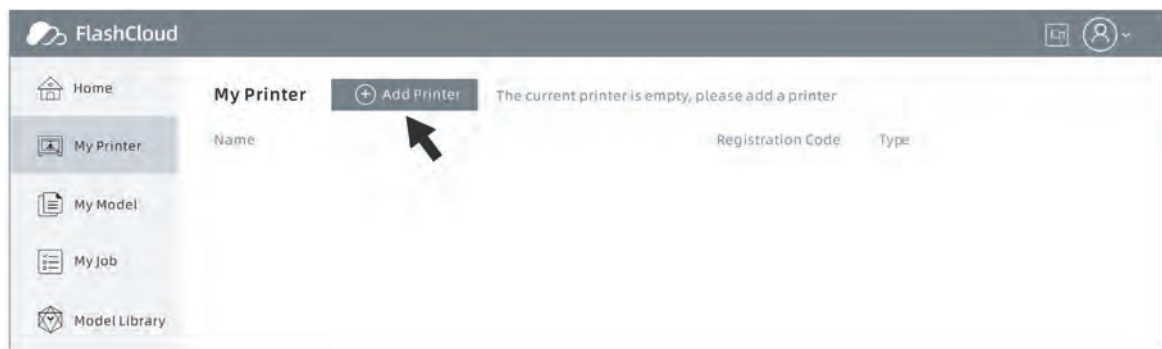 FlashCloud
En
Home
My Printer
My Model
My Job
Model Library
My Printer
Add Printer
The current printer is empty, please add a printer
Name
Registration Code
Type